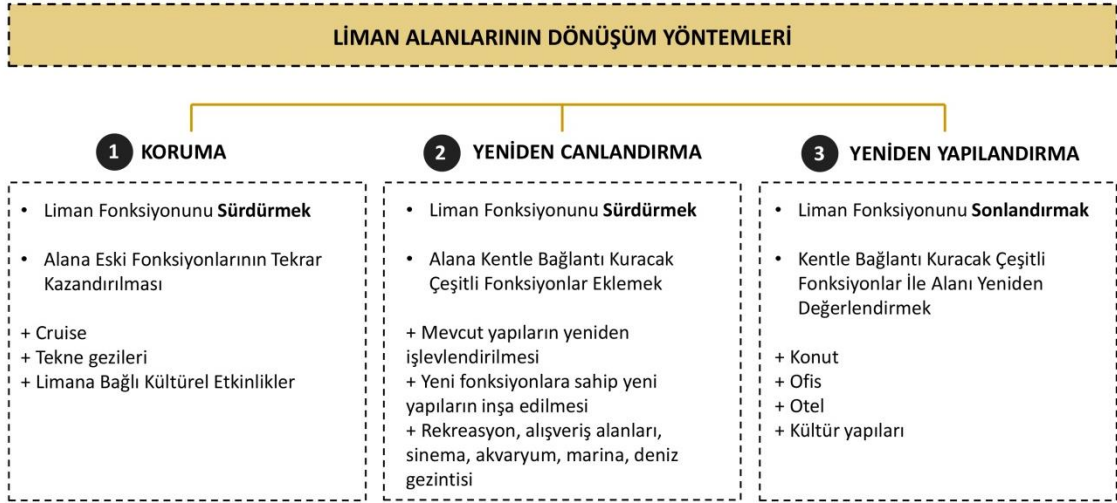 LİMAN ALANLARININ DÖNÜŞÜM YÖNTEMLERİ
1 KORUMA
• Liman Fonksiyonunu Sürdürmek
• Alana Eski Fonksiyonlarının Tekrar
Kazandırılması
+ Cruise
+ Tekne gezileri
+ Limana Bağlı Kültürel Etkinlikler
2 YENİDEN CANLANDIRMA
• Liman Fonksiyonunu Sürdürmek
• Alana Kentle Bağlantı Kuracak
Çeşitli Fonksiyonlar Eklemek
+ Mevcut yapıların yeniden
işlevlendirilmesi
+ Yeni fonksiyonlara sahip yeni
yapıların inşa edilmesi
+ Rekreasyon, alışveriş alanları,
sinema, akvaryum, marina, deniz
gezintisi
3 YENİDEN YAPILANDIRMA
• Liman Fonksiyonunu Sonlandırmak
• Kentle Bağlantı Kuracak Çeşitli
Fonksiyonlar İle Alanı Yeniden
Değerlendirmek
+ Konut
+ Ofis
+ Otel
+ Kültür yapıları